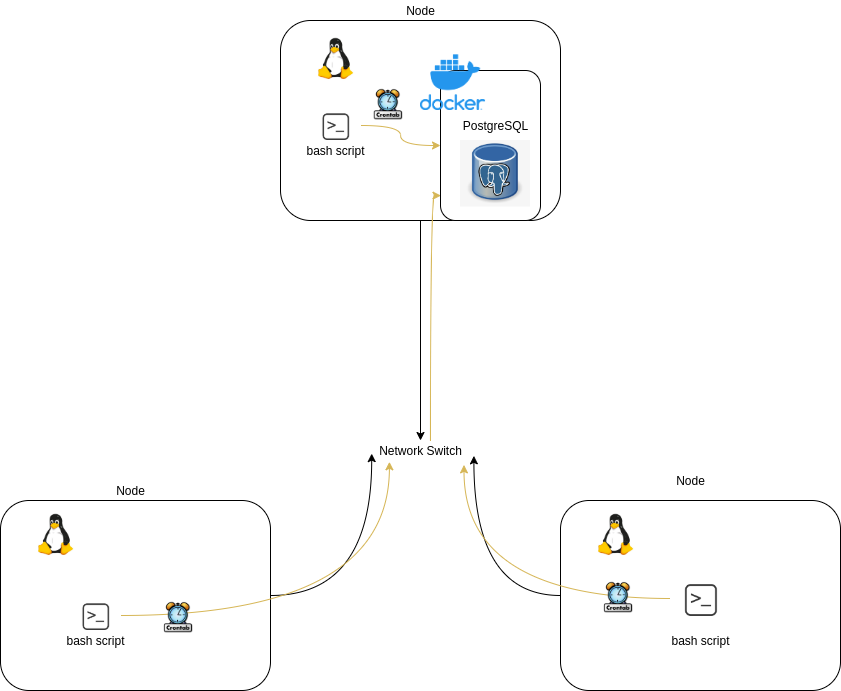 Node
docker
Crontab
PostgreSQL
>_
bash script
Network Switch
Node
Node
>_
bash script
Crontab
Crontab
>_
bash script